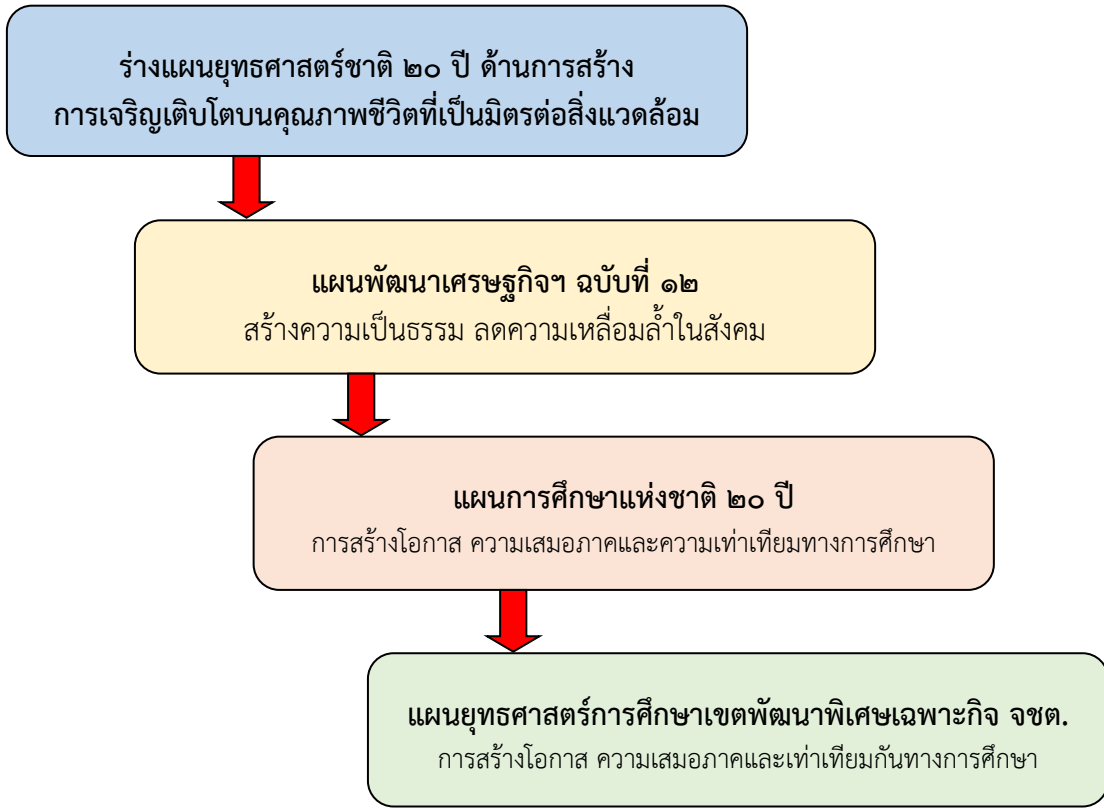 ร่างแผนยุทธศาสตร์ชาติ ๒๐ ปี ด้านการสร้าง
การเจริญเติบโตบนคุณภาพชีวิตที่เป็นมิตรต่อสิ่งแวดล้อม
แผนพัฒนาเศรษฐกิจฯ ฉบับที่ ๑๒
สร้างความเป็นธรรม ลดความเหลื่อมล้ำในสังคม
แผนการศึกษาแห่งชาติ ๒๐ ปี
การสร้างโอกาส ความเสมอภาคและความเท่าเทียมทางการศึกษา
แผนยุทธศาสตร์การศึกษาเขตพัฒนาพิเศษเฉพาะกิจ จชต.
การสร้างโอกาส ความเสมอภาคและเท่าเทียมกันทางการศึกษา